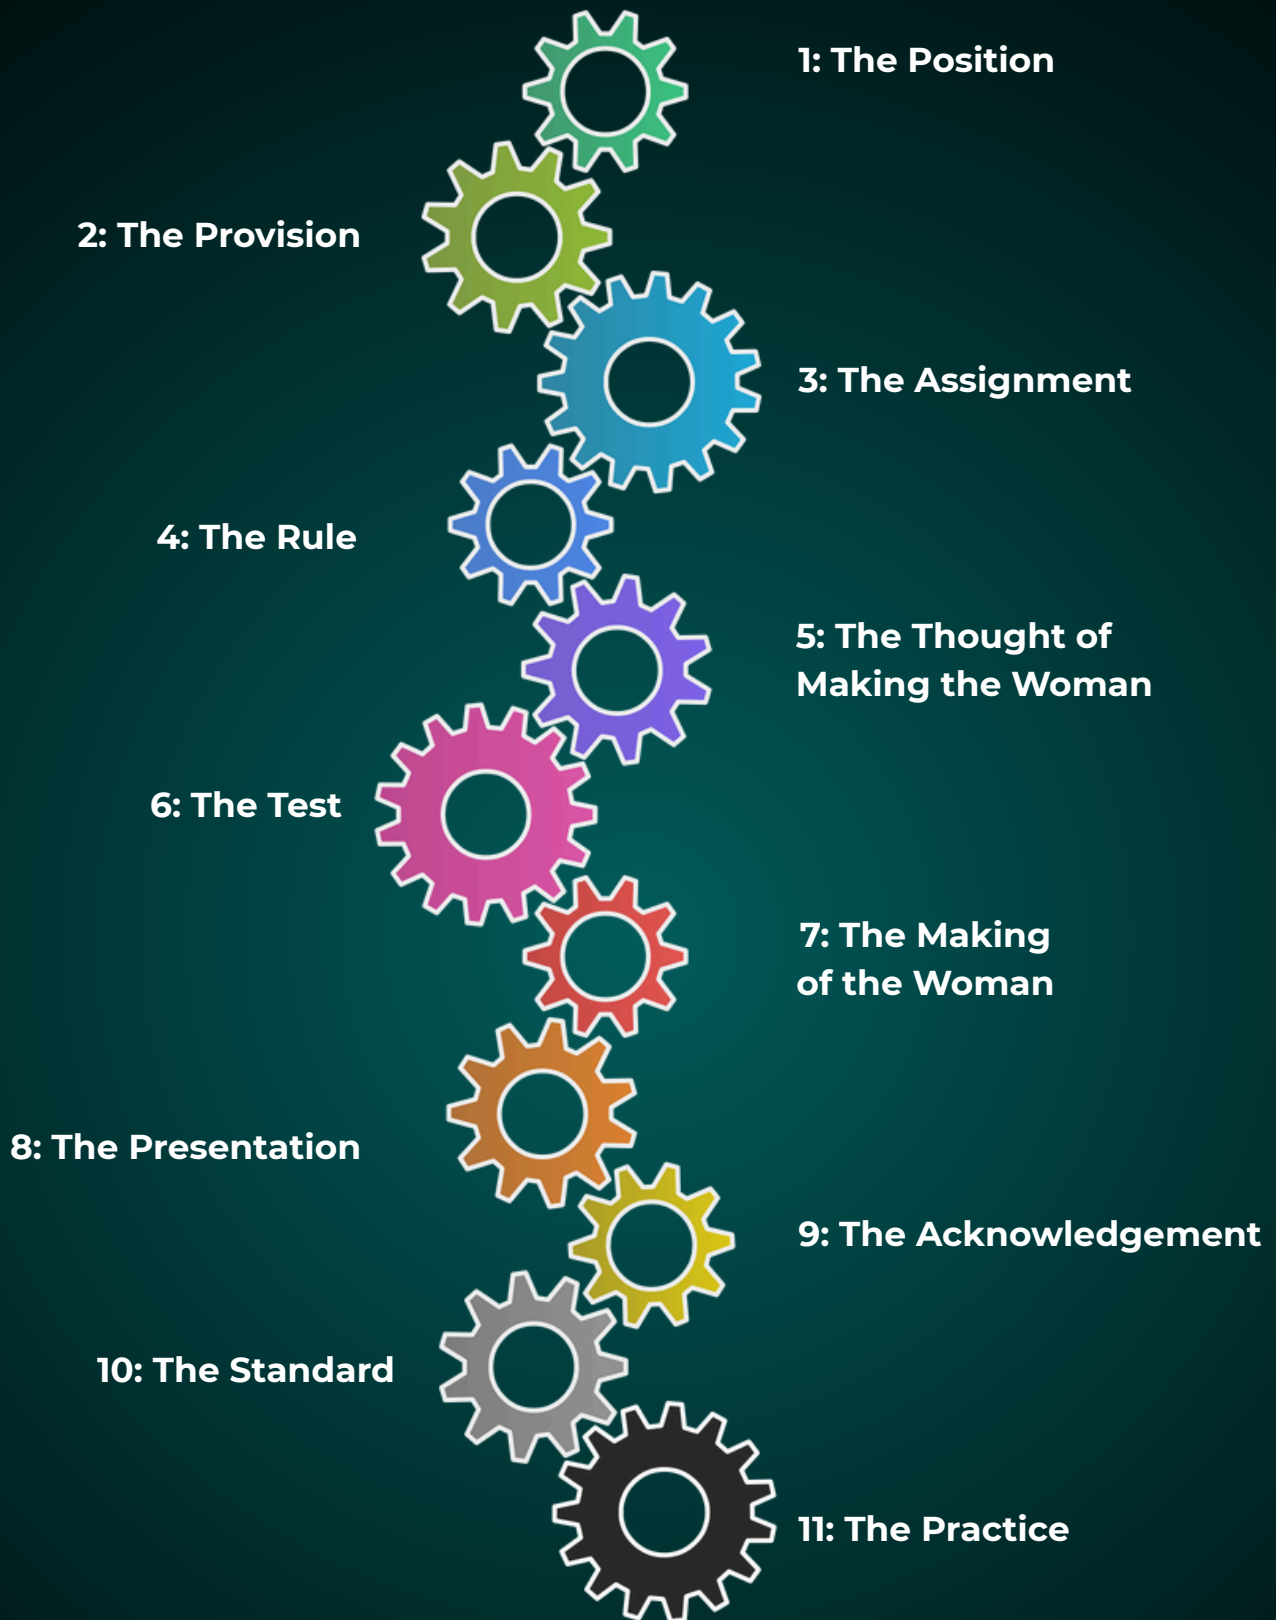 1: The Position
2: The Provision
3: The Assignment
4: The Rule
5: The Thought of
Making the Woman
6: The Test
7: The Making
of the Woman
8: The Presentation
9: The Acknowledgement
10: The Standard
11: The Practice